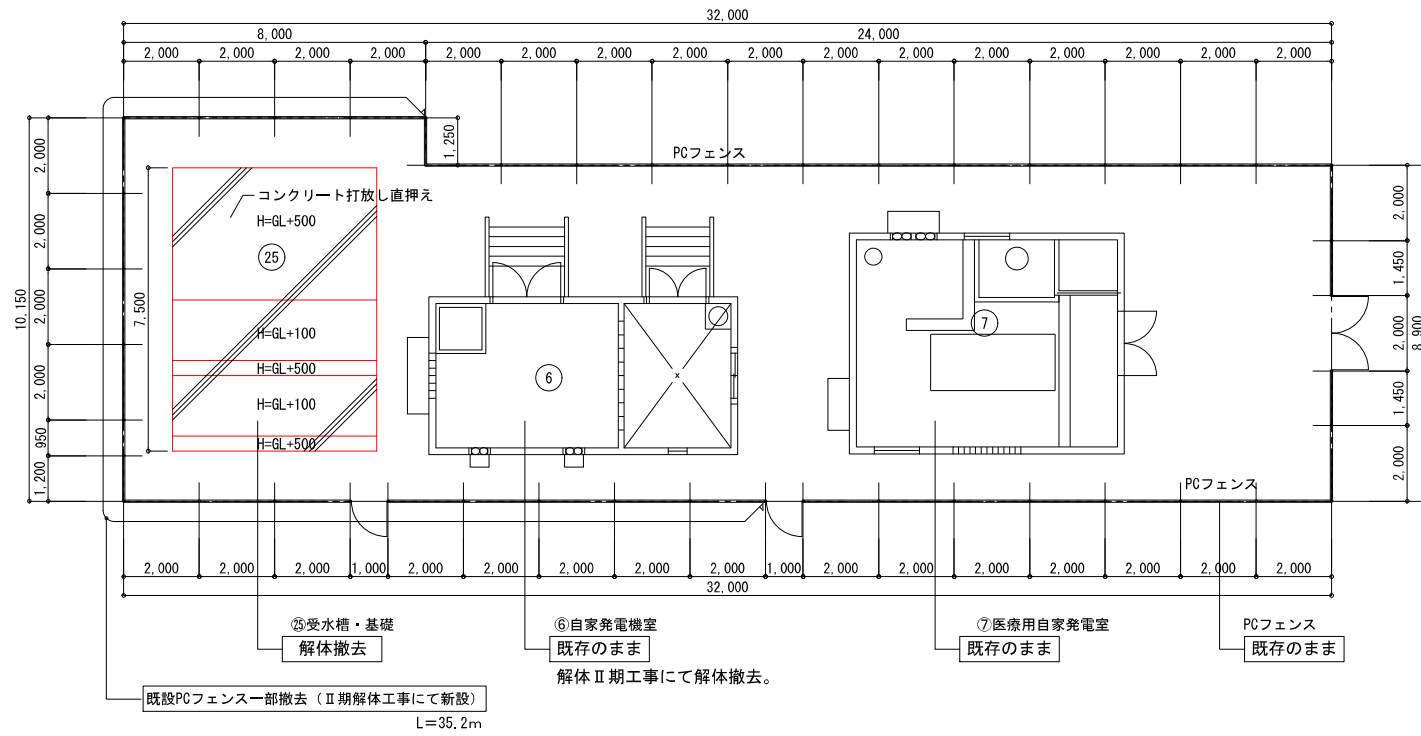 32,000
8,000
24,000
2,000 2,000 2,000 2,000 2,000 2,000 2,000 2,000 2,000 2,000 2,000 2,000 2,000 2,000 2,000 2,000
1,250
PCフェンス
コンクリート打放し直押え
H=GL+500
25
H=GL+100
H=GL+500
H=GL+100
H=GL+500
7,500
10,150
2,000
2,000
2,000
2,000
950
1,200
6
7
2,000
1,450
2,000
1,450
2,000
8,900
PCフェンス
2,000 2,000 2,000 1,000 2,000 2,000 2,000 2,000 2,000 1,000 2,000 2,000 2,000 2,000 2,000 2,000 2,000
32,000
㉕受水槽・基礎
解体撤去
⑥自家発電機室
既存のまま
解体Ⅱ期工事にて解体撤去。
⑦医療用自家発電室
既存のまま
PCフェンス
既存のまま
既設PCフェンス一部撤去（Ⅱ期解体工事にて新設）
L=35.2m